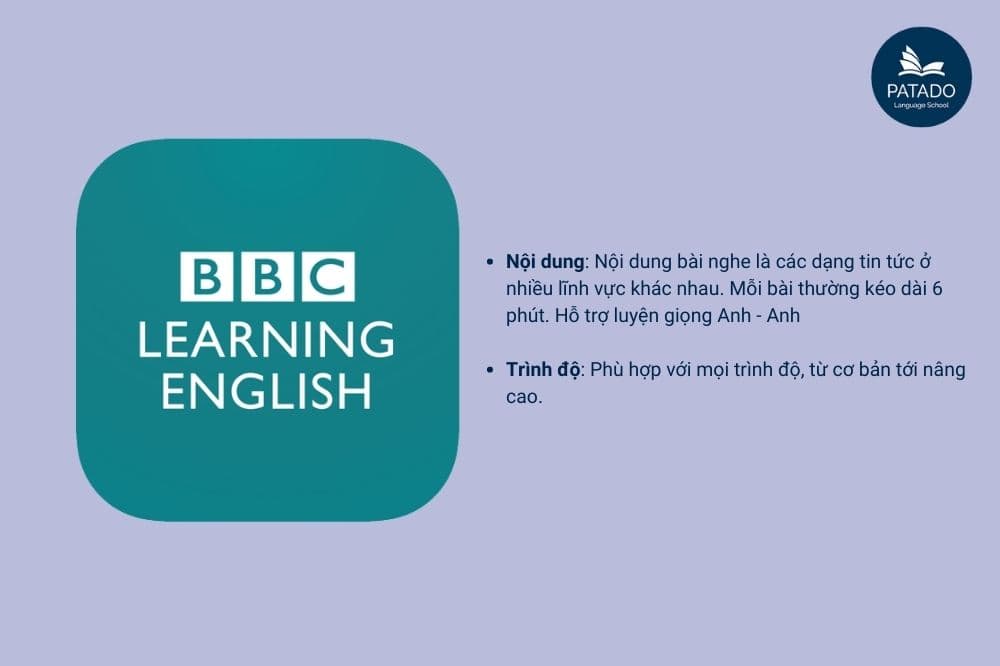 PATADO
Language School
BBC
LEARNING
ENGLISH
• Nội dung: Nội dung bài nghe là các dạng tin tức ở
nhiều lĩnh vực khác nhau. Mỗi bài thường kéo dài 6
phút. Hỗ trợ luyện giọng Anh - Anh
• Trình độ: Phù hợp với mọi trình độ, từ cơ bản tới nâng
cao.